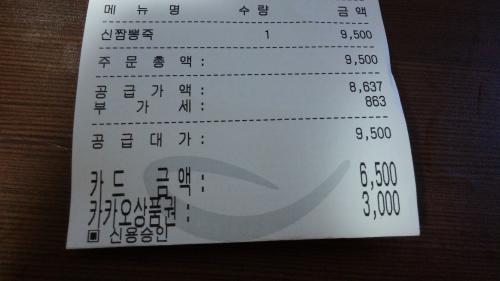 메 뉴 명 수 량 금 액
신짬뽕죽 1 9,500
주 문 총 액 : 9,500
공 급 가 액 : 8,637
부 가 세 : 863
공 급 대 가 : 9,500
카 드 금 액 : 6,500
카카오상품권 : 3,000
▣ 신용승인